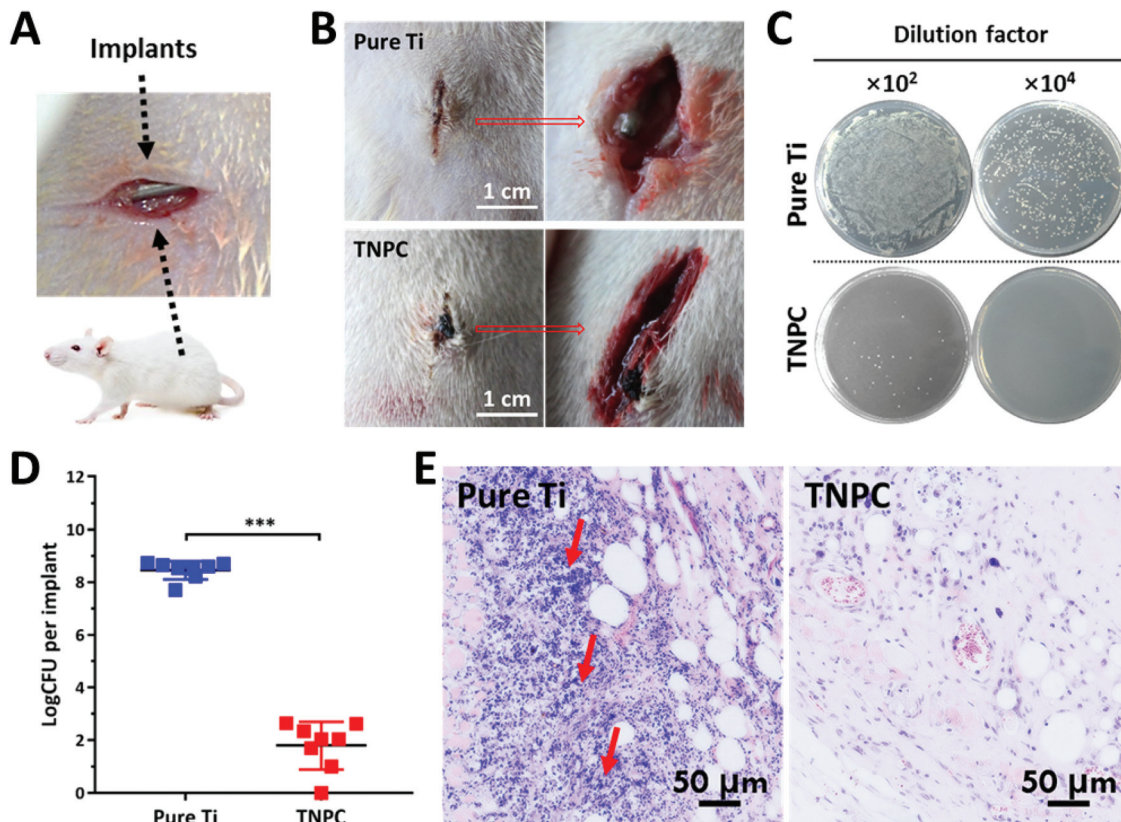 A
Implants
B
Pure Ti
1 cm
TNPC
1 cm
C
Dilution factor
×10²
×10⁴
Pure Ti
TNPC
D
LogCFU per implant
12
10
8
6
4
2
0
***
Pure Ti
TNPC
E
Pure Ti
50 µm
TNPC
50 µm